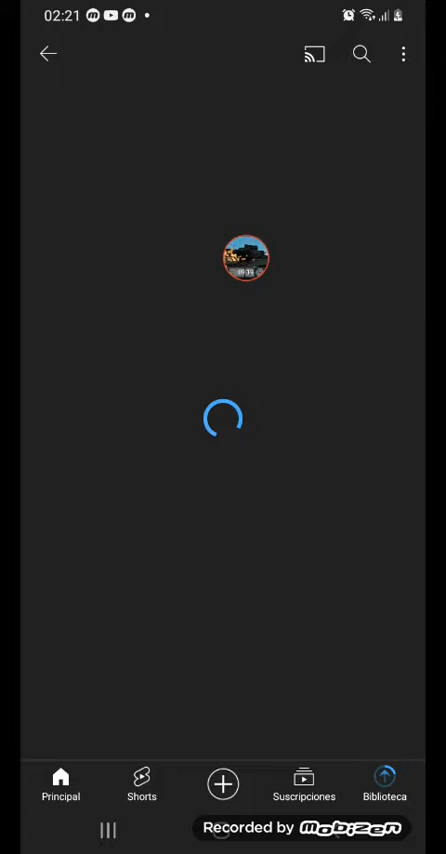 02:21
Principal
Shorts
Suscripciones
Biblioteca
Recorded by mobizen